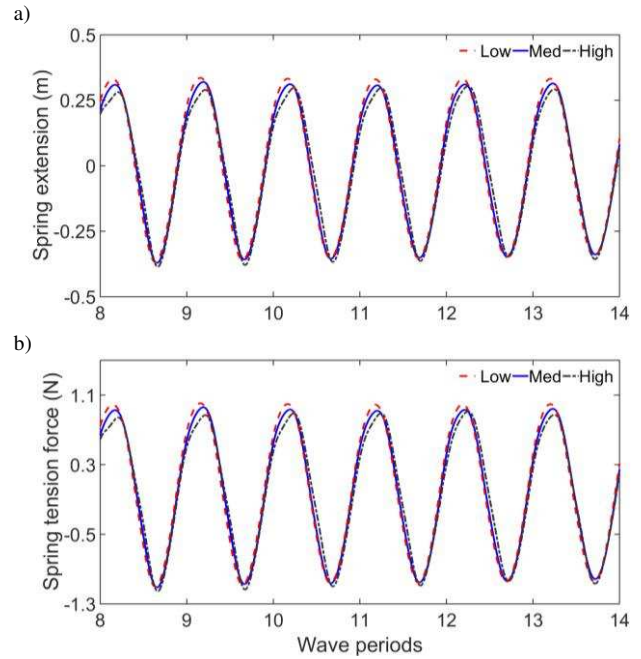 a)
0.5
Low Med High
0.25
0
-0.25
-0.5
Spring extension (m)
8 9 10 11 12 13 14
b)
Low Med High
1.1
0.3
-0.5
-1.3
Spring tension force (N)
8 9 10 11 12 13 14
Wave periods